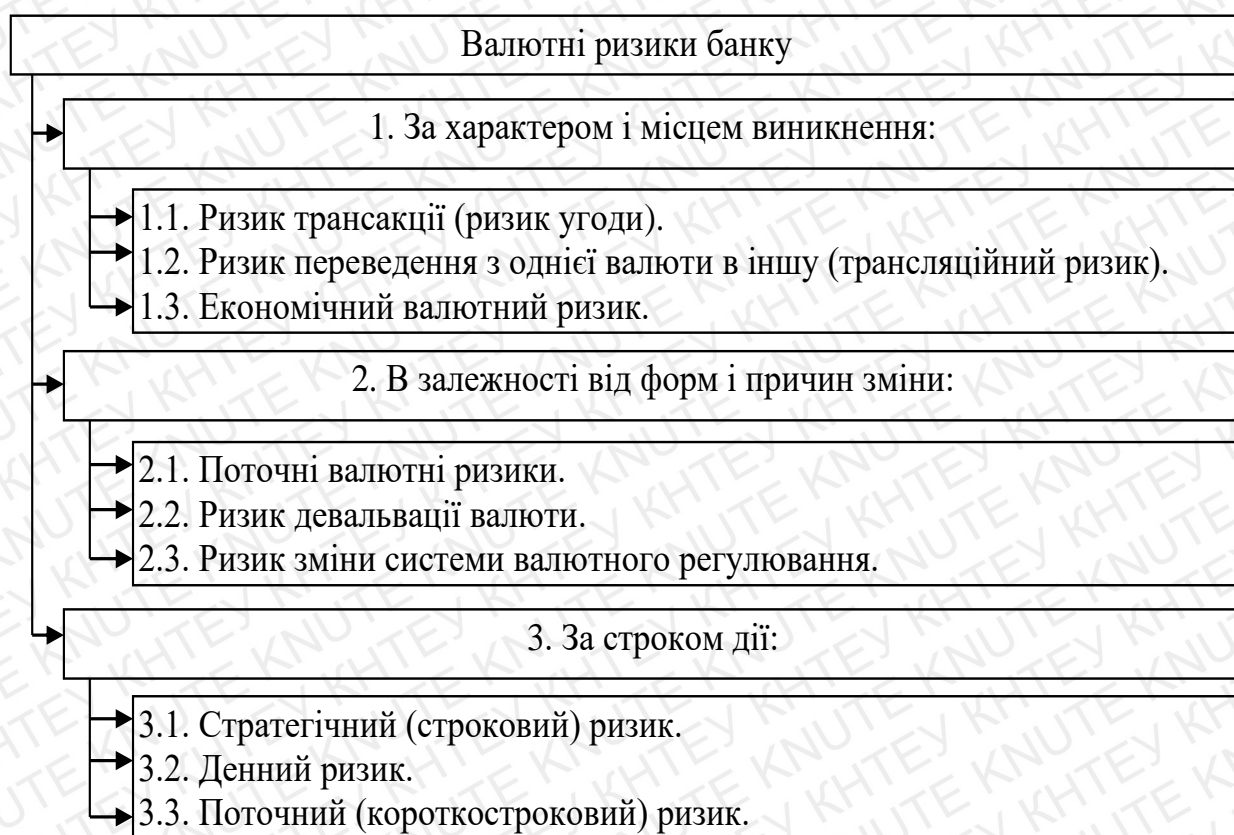 Валютні ризики банку
1. За характером і місцем виникнення:
1.1. Ризик трансакції (ризик угоди).
1.2. Ризик переведення з однієї валюти в іншу (трансляційний ризик).
1.3. Економічний валютний ризик.
2. В залежності від форм і причин зміни:
2.1. Поточні валютні ризики.
2.2. Ризик девальвації валюти.
2.3. Ризик зміни системи валютного регулювання.
3. За строком дії:
3.1. Стратегічний (строковий) ризик.
3.2. Денний ризик.
3.3. Поточний (короткостроковий) ризик.